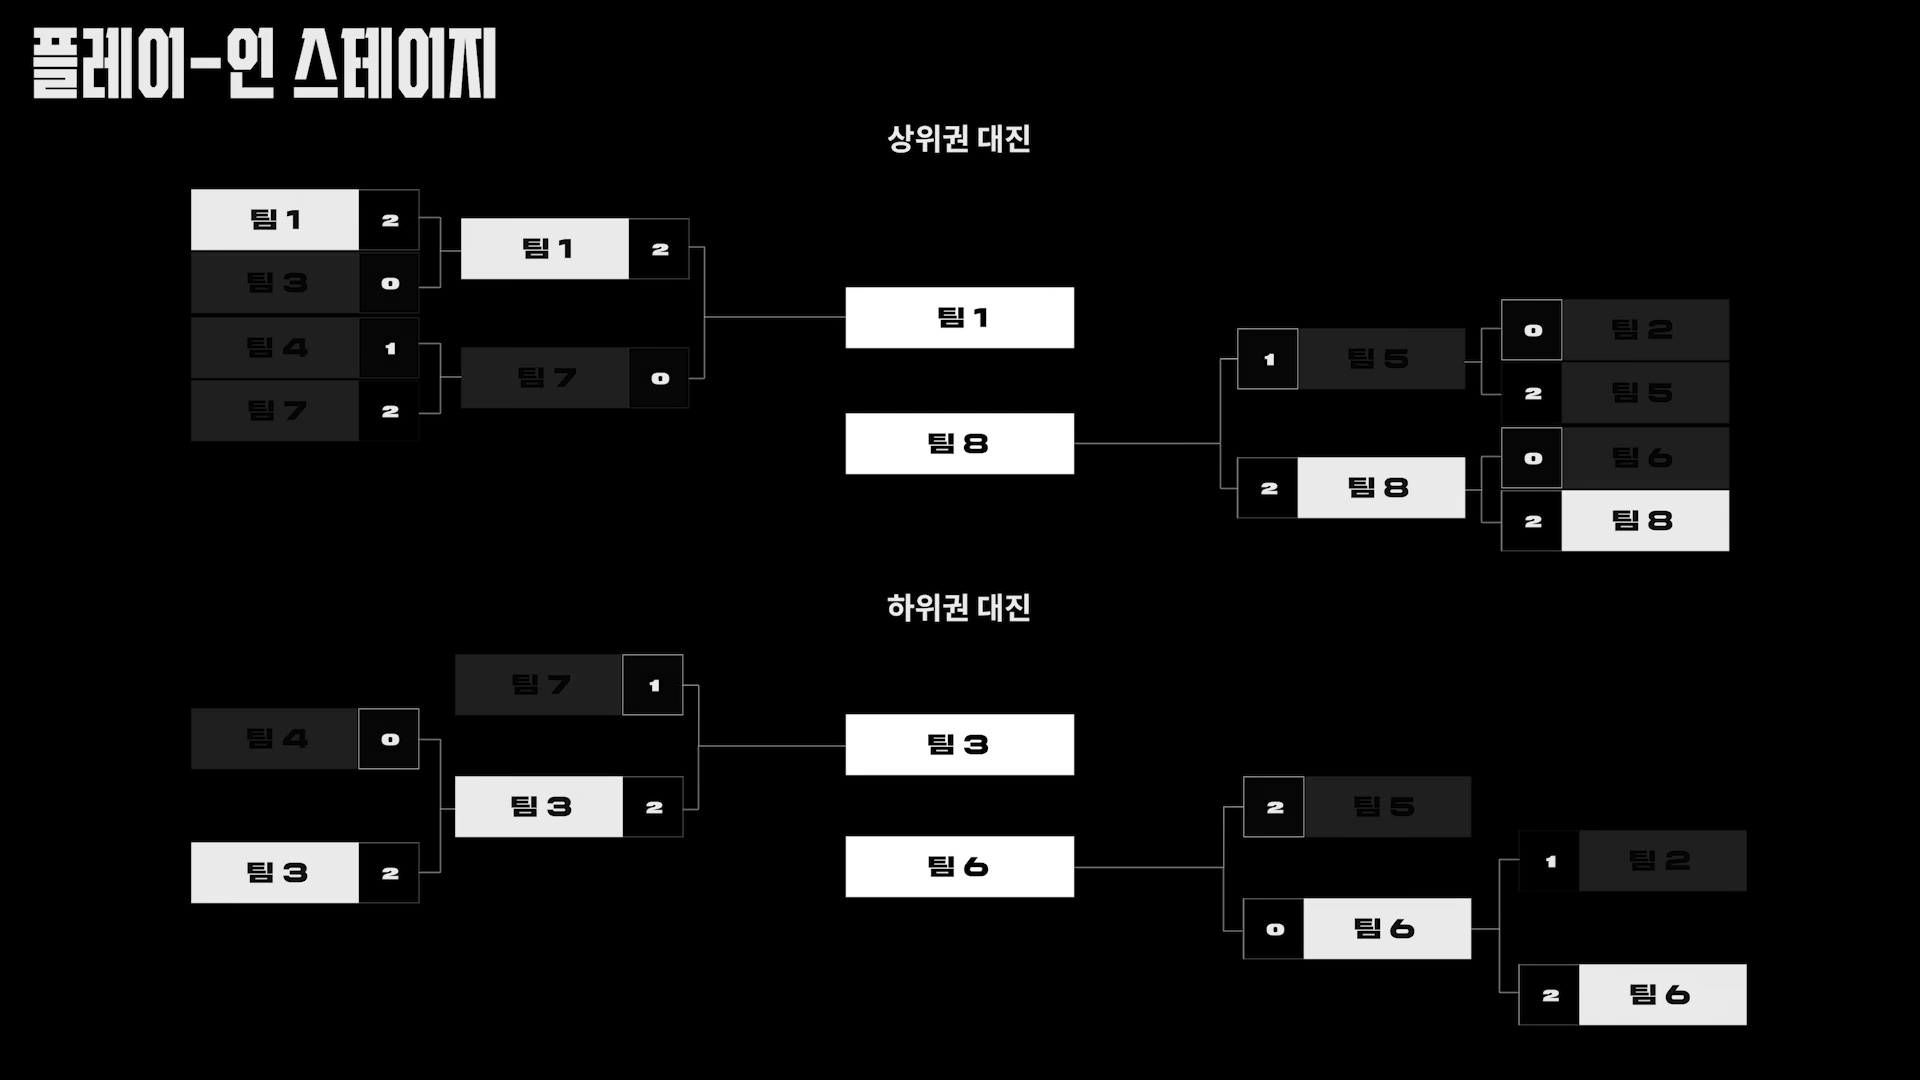 플레이-인 스테이지
상위권 대진
팀 1 2
팀 3 0
팀 4 1
팀 7 2
팀 1 2
팀 7 0
팀 1
팀 8
1 팀 5
2 팀 8
0 팀 2
2 팀 5
0 팀 6
2 팀 8
하위권 대진
팀 4 0
팀 3 2
팀 7 1
팀 3 2
팀 3
팀 6
2 팀 5
0 팀 6
1 팀 2
2 팀 6